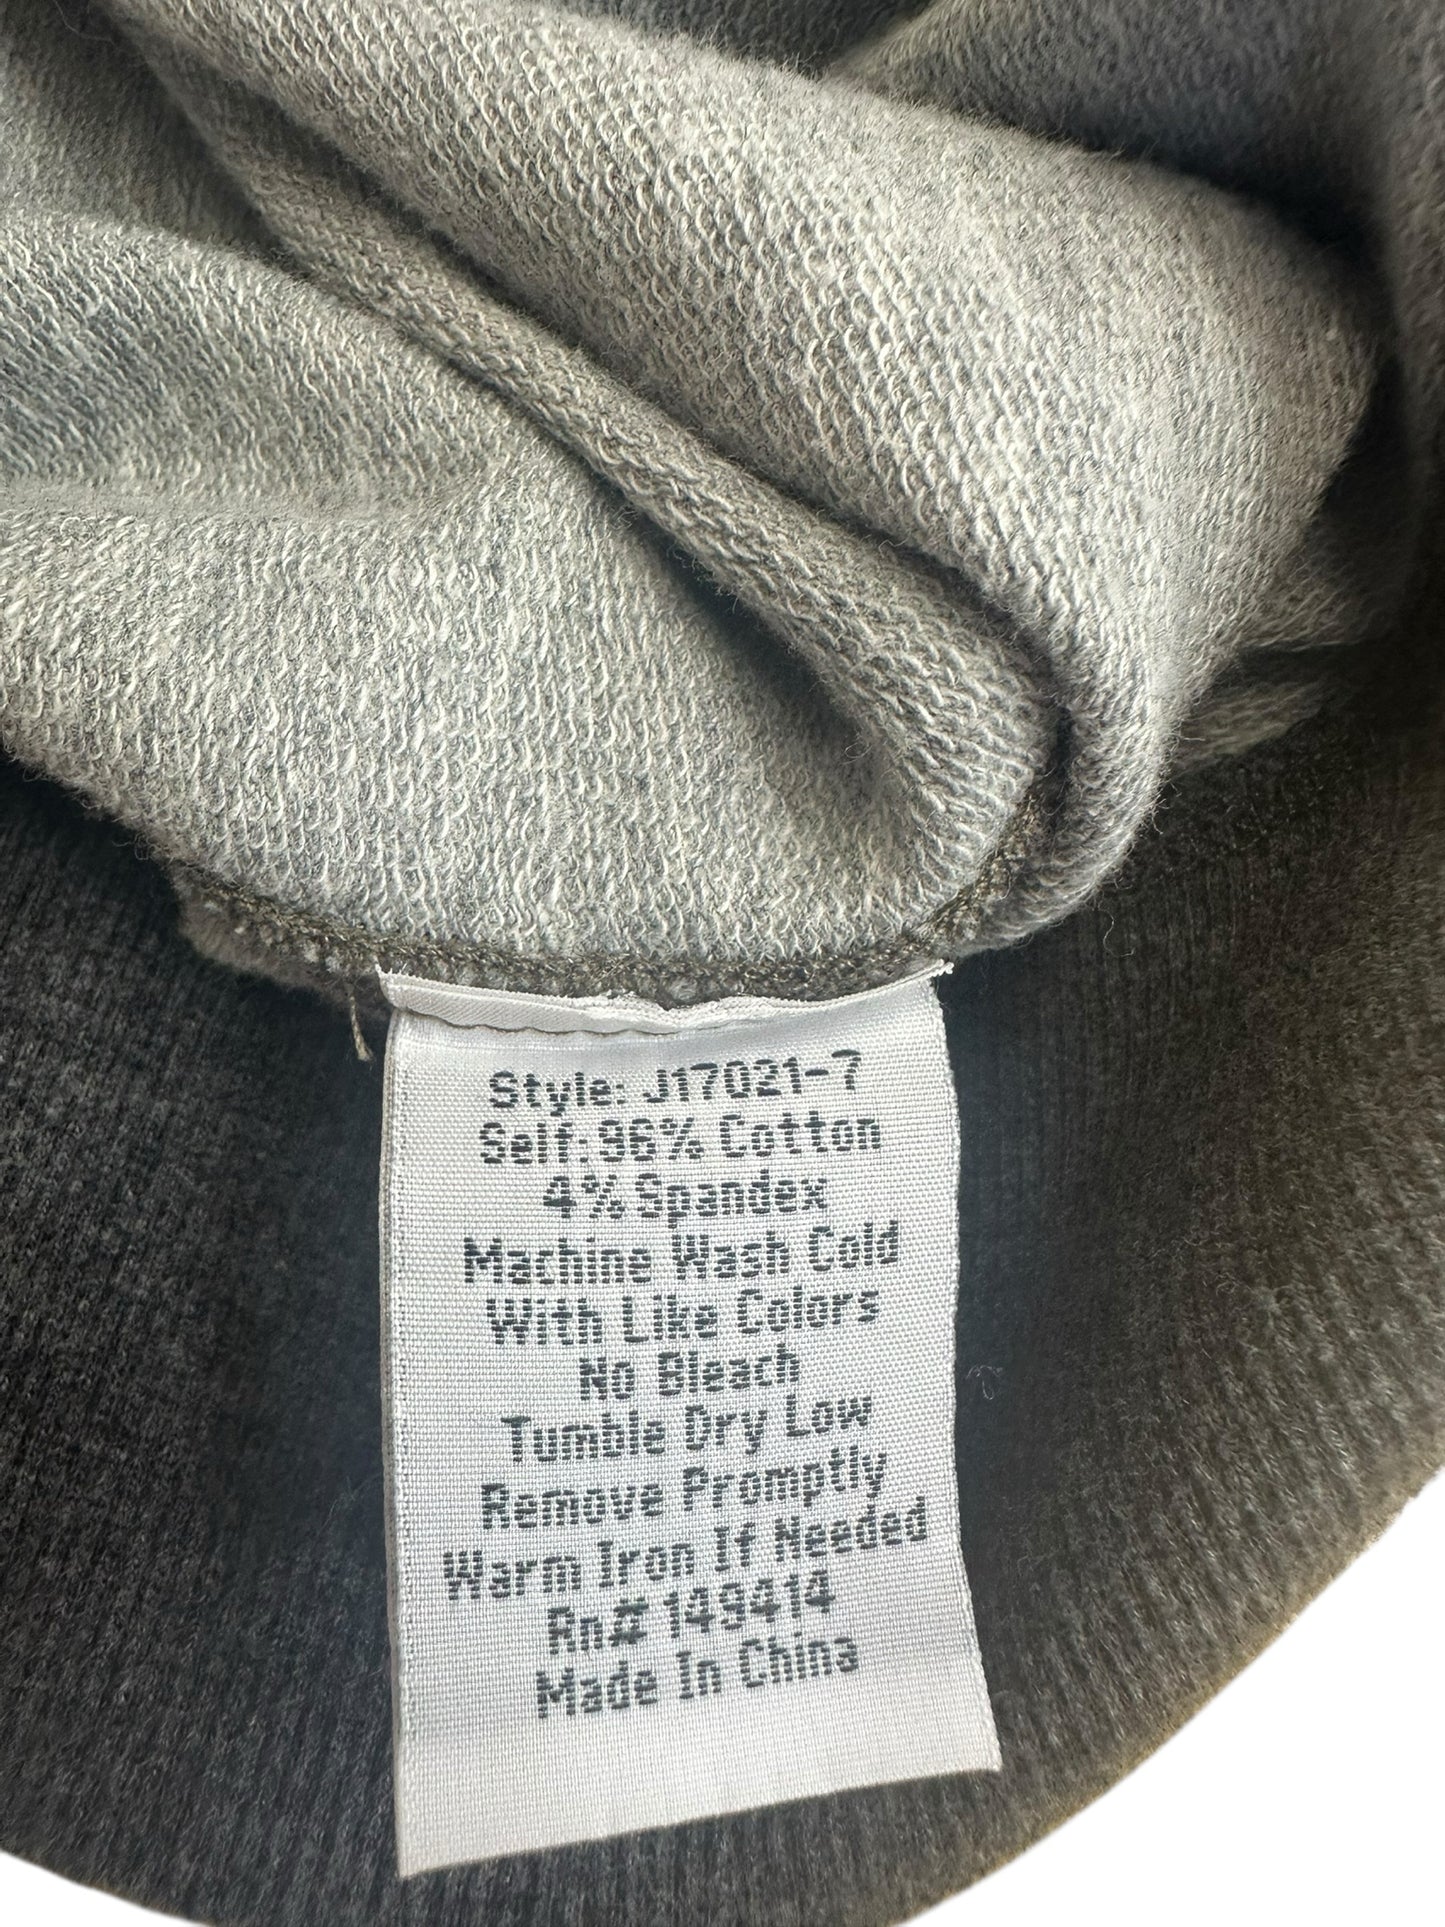 Style: J17021-7
Self: 96% Cotton
4% Spandex
Machine Wash Cold
With Like Colors
No Bleach
Tumble Dry Low
Remove Promptly
Warm Iron If Needed
Rn# 149414
Made In China